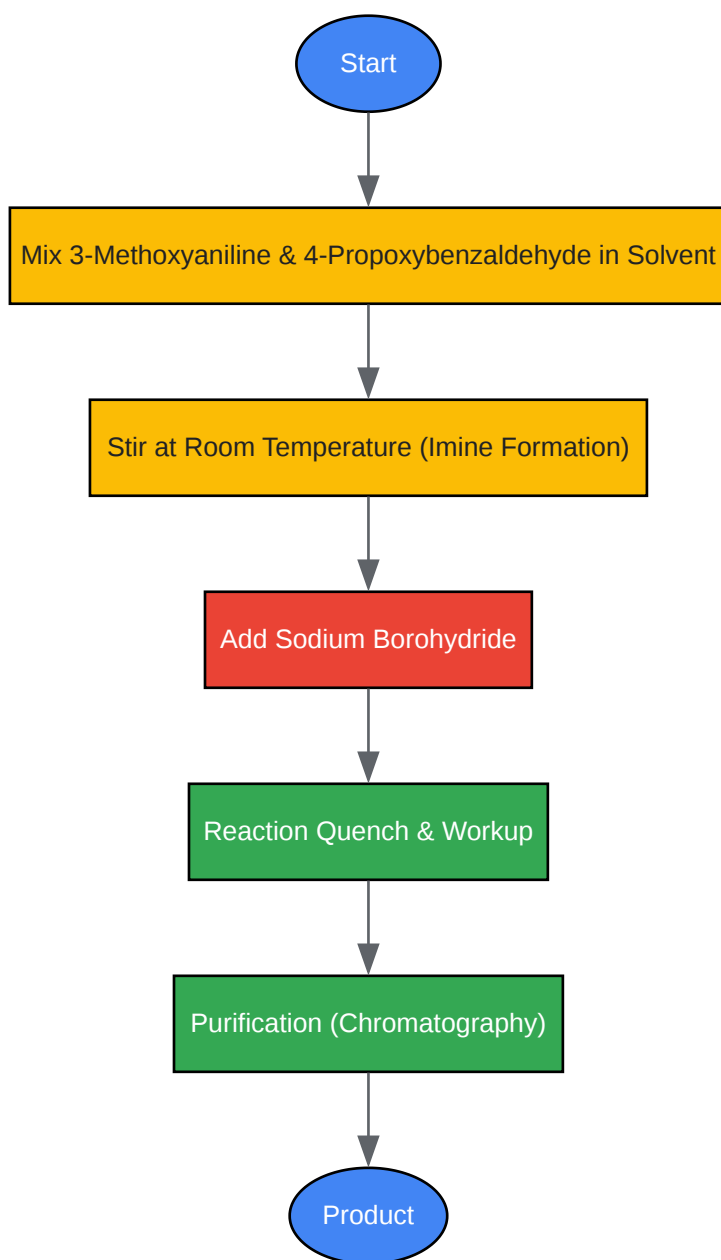 Start
Mix 3-Methoxyaniline & 4-Propoxybenzaldehyde in Solvent
Stir at Room Temperature (Imine Formation)
Add Sodium Borohydride
Reaction Quench & Workup
Purification (Chromatography)
Product